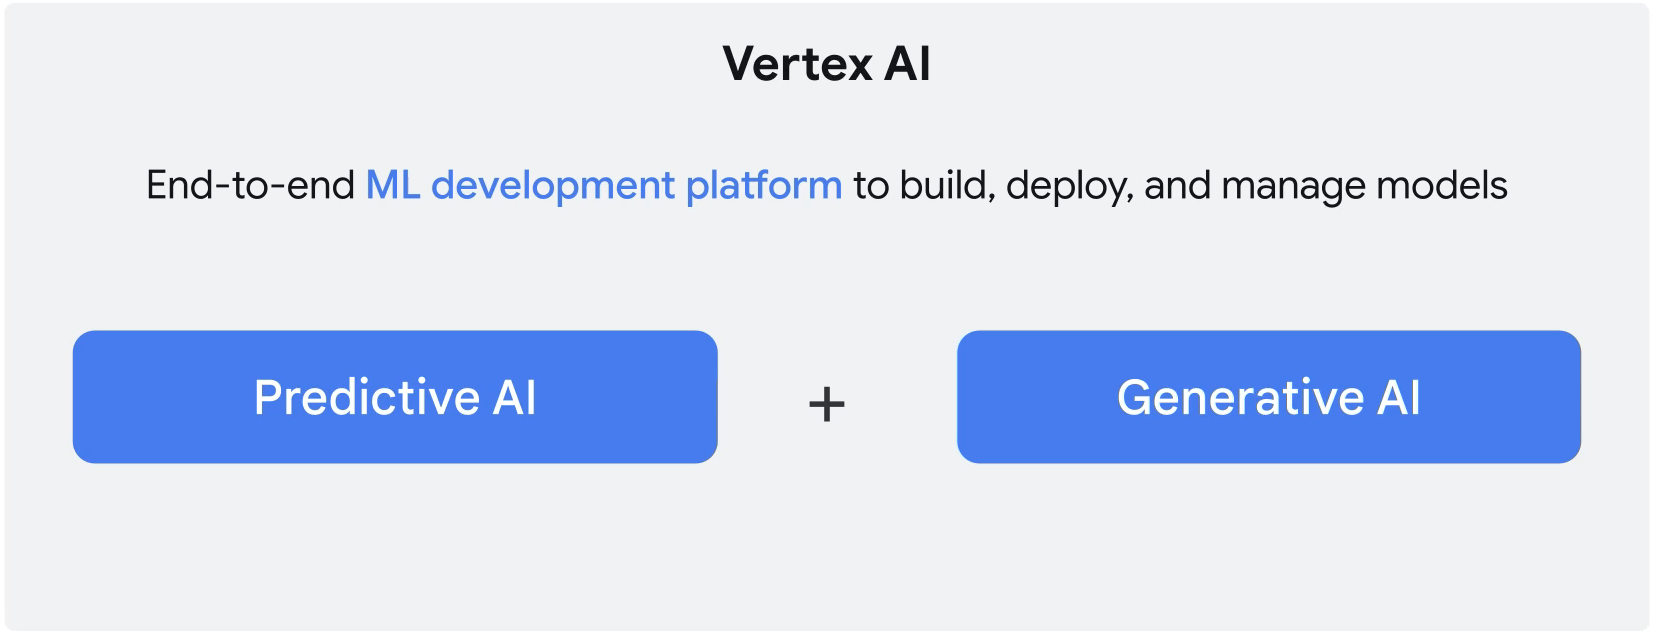 Vertex AI
End-to-end ML development platform to build, deploy, and manage models
Predictive AI + Generative AI